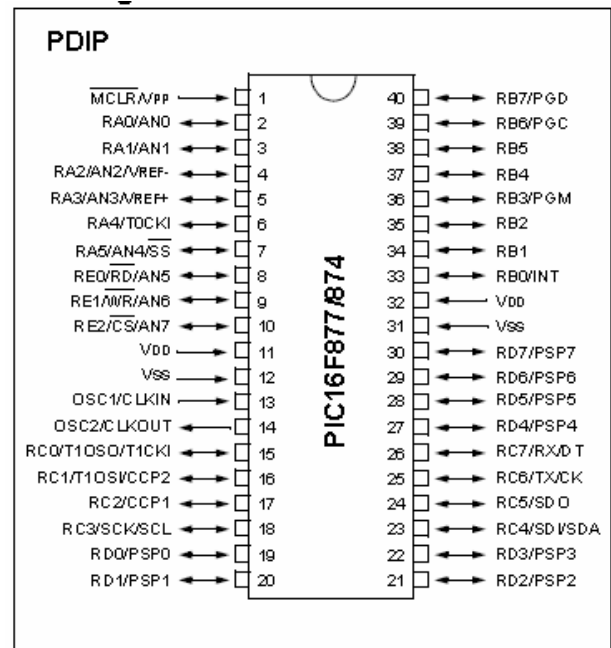 PDIP
MCLR/VPP 1
RA0/AN0 2
RA1/AN1 3
RA2/AN2/VREF- 4
RA3/AN3/VREF+ 5
RA4/T0CKI 6
RA5/AN4/SS 7
RE0/RD/AN5 8
RE1/WR/AN6 9
RE2/CS/AN7 10
VDD 11
VSS 12
OSC1/CLKIN 13
OSC2/CLKOUT 14
RC0/T1OSO/T1CKI 15
RC1/T1OSI/CCP2 16
RC2/CCP1 17
RC3/SCK/SCL 18
RD0/PSP0 19
RD1/PSP1 20
PIC16F877/874
40 RB7/PGD
39 RB6/PGC
38 RB5
37 RB4
36 RB3/PGM
35 RB2
34 RB1
33 RB0/INT
32 VDD
31 VSS
30 RD7/PSP7
29 RD6/PSP6
28 RD5/PSP5
27 RD4/PSP4
26 RC7/RX/DT
25 RC6/TX/CK
24 RC5/SDO
23 RC4/SDI/SDA
22 RD3/PSP3
21 RD2/PSP2